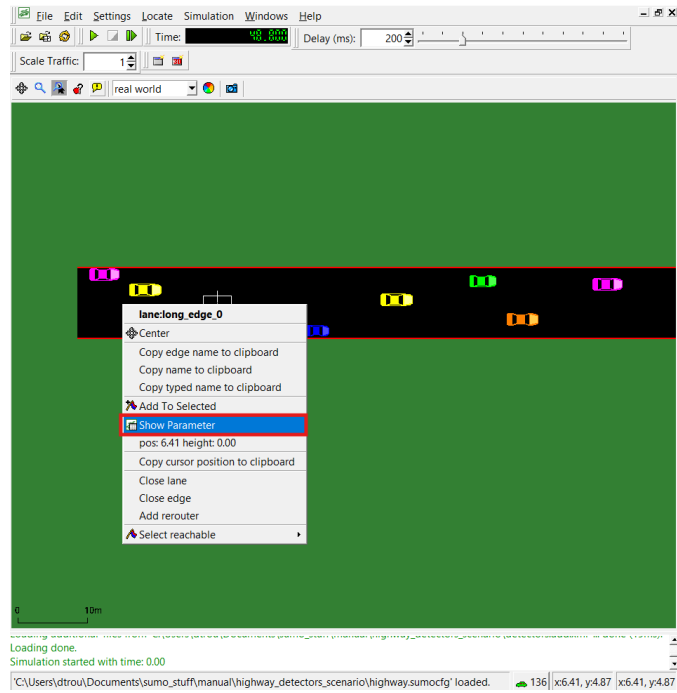 File Edit Settings Locate Simulation Windows Help
Time: 48.800 Delay (ms): 200
Scale Traffic: 1
real world
lane:long_edge_0
Center
Copy edge name to clipboard
Copy name to clipboard
Copy typed name to clipboard
Add To Selected
Show Parameter
pos: 6.41 height: 0.00
Copy cursor position to clipboard
Close lane
Close edge
Add rerouter
Select reachable
0 10m
Loading done.
Simulation started with time: 0.00
'C:\Users\dtrou\Documents\sumo_stuff\manual\highway_detectors_scenario\highway.sumocfg' loaded. 136 x:6.41, y:4.87 x:6.41, y:4.87